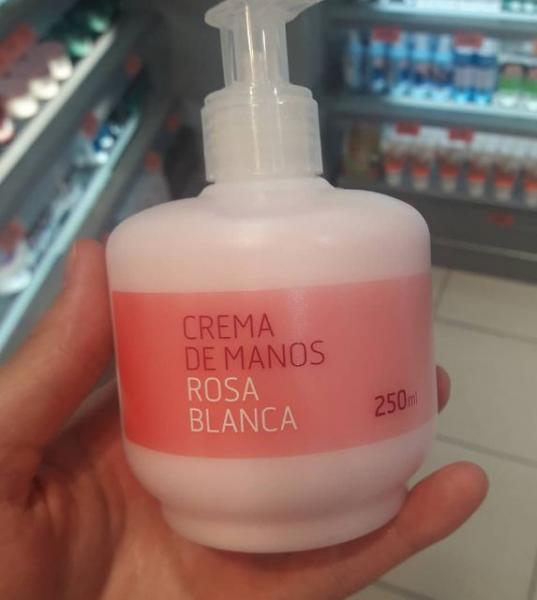 CREMA
DE MANOS
ROSA
BLANCA
250ml